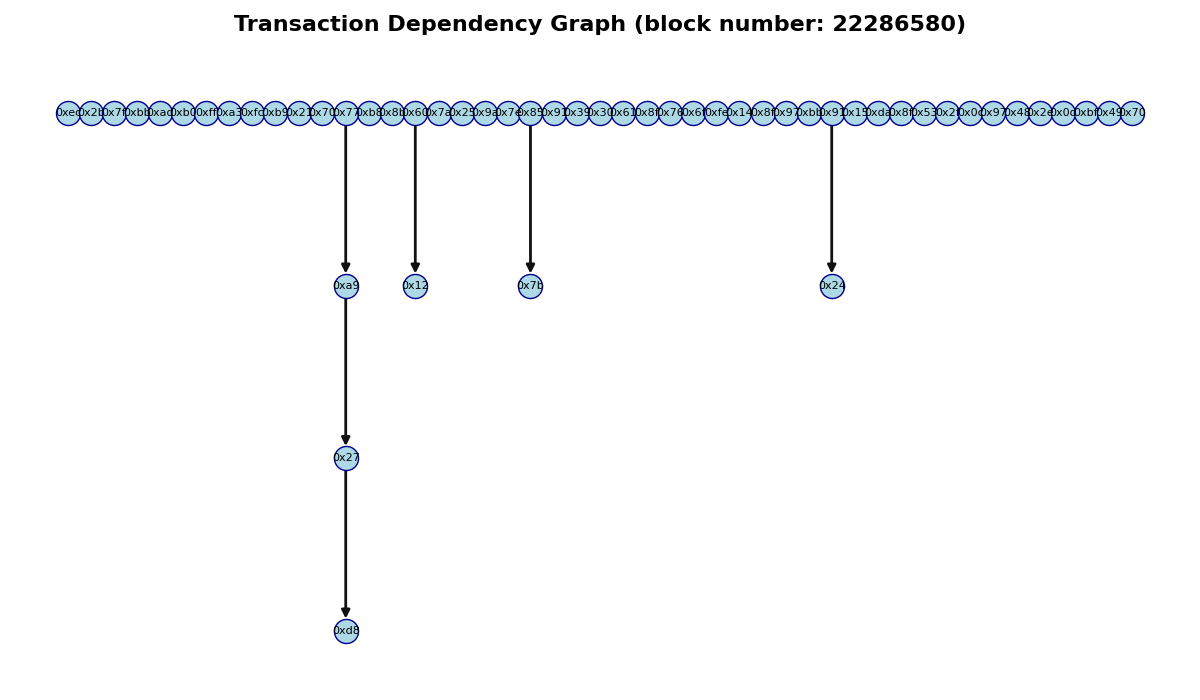 Transaction Dependency Graph (block number: 22286580)
0xec 0x2b 0x7f 0xbb 0xad 0xb0 0xff 0xa3 0xfc 0xb9 0x21 0x70 0x77 0xb8 0x8b 0x60 0x7a 0x25 0x9a 0x7e 0x85 0x91 0x39 0x30 0x61 0x8f 0x76 0x6f 0xfe 0x14 0x8f 0x97 0xbb 0x91 0x15 0xda 0x8f 0x53 0x2f 0x0c 0x97 0x48 0x2e 0x0d 0xbf 0x49 0x70
0xa9 0x12 0x7b 0x24
0x27
0xd8